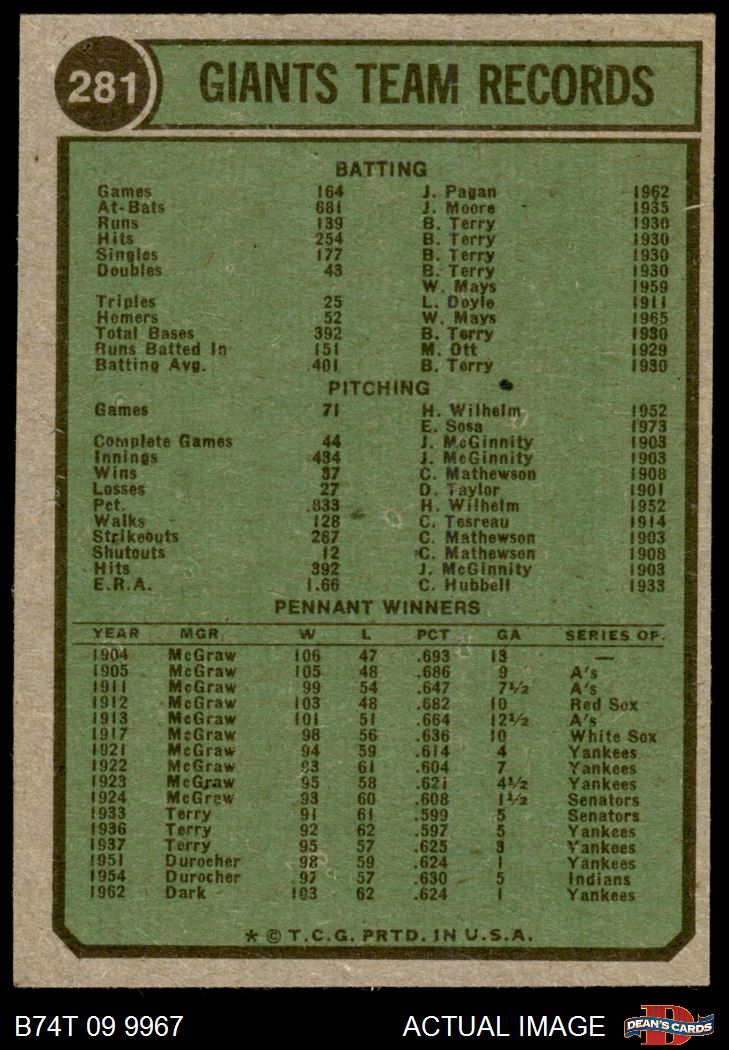 281 GIANTS TEAM RECORDS
BATTING
Games 164 J. Pagan 1962
At-Bats 681 J. Moore 1935
Runs 139 B. Terry 1930
Hits 254 B. Terry 1930
Singles 177 B. Terry 1930
Doubles 43 B. Terry 1930
W. Mays 1959
Triples 25 L. Doyle 1911
Homers 52 W. Mays 1965
Total Bases 392 B. Terry 1930
Runs Batted In 151 M. Ott 1929
Batting Avg. .401 B. Terry 1930
PITCHING
Games 71 H. Wilhelm 1952
E. Sosa 1973
Complete Games 44 J. McGinnity 1903
Innings 434 J. McGinnity 1903
Wins 37 C. Mathewson 1908
Losses 27 D. Taylor 1901
Pct. .833 H. Wilhelm 1952
Walks 128 C. Tesreau 1914
Strikeouts 267 C. Mathewson 1903
Shutouts 12 C. Mathewson 1908
Hits 392 J. McGinnity 1903
E.R.A. 1.66 C. Hubbell 1933
PENNANT WINNERS
YEAR MGR. W L PCT GA SERIES OP.
1904 McGraw 106 47 .693 13 —
1905 McGraw 105 48 .686 9 A's
1911 McGraw 99 54 .647 7½ A's
1912 McGraw 103 48 .682 10 Red Sox
1913 McGraw 101 51 .664 12½ A's
1917 McGraw 98 56 .636 10 White Sox
1921 McGraw 94 59 .614 4 Yankees
1922 McGraw 93 61 .604 7 Yankees
1923 McGraw 95 58 .621 4½ Yankees
1924 McGraw 93 60 .608 1½ Senators
1933 Terry 91 61 .599 5 Senators
1936 Terry 92 62 .597 5 Yankees
1937 Terry 95 57 .625 3 Yankees
1951 Durocher 98 59 .624 1 Yankees
1954 Durocher 97 57 .630 5 Indians
1962 Dark 103 62 .624 1 Yankees
* © T.C.G. PRTD. IN U.S.A.
B74T 09 9967 ACTUAL IMAGE DEAN'S CARDS